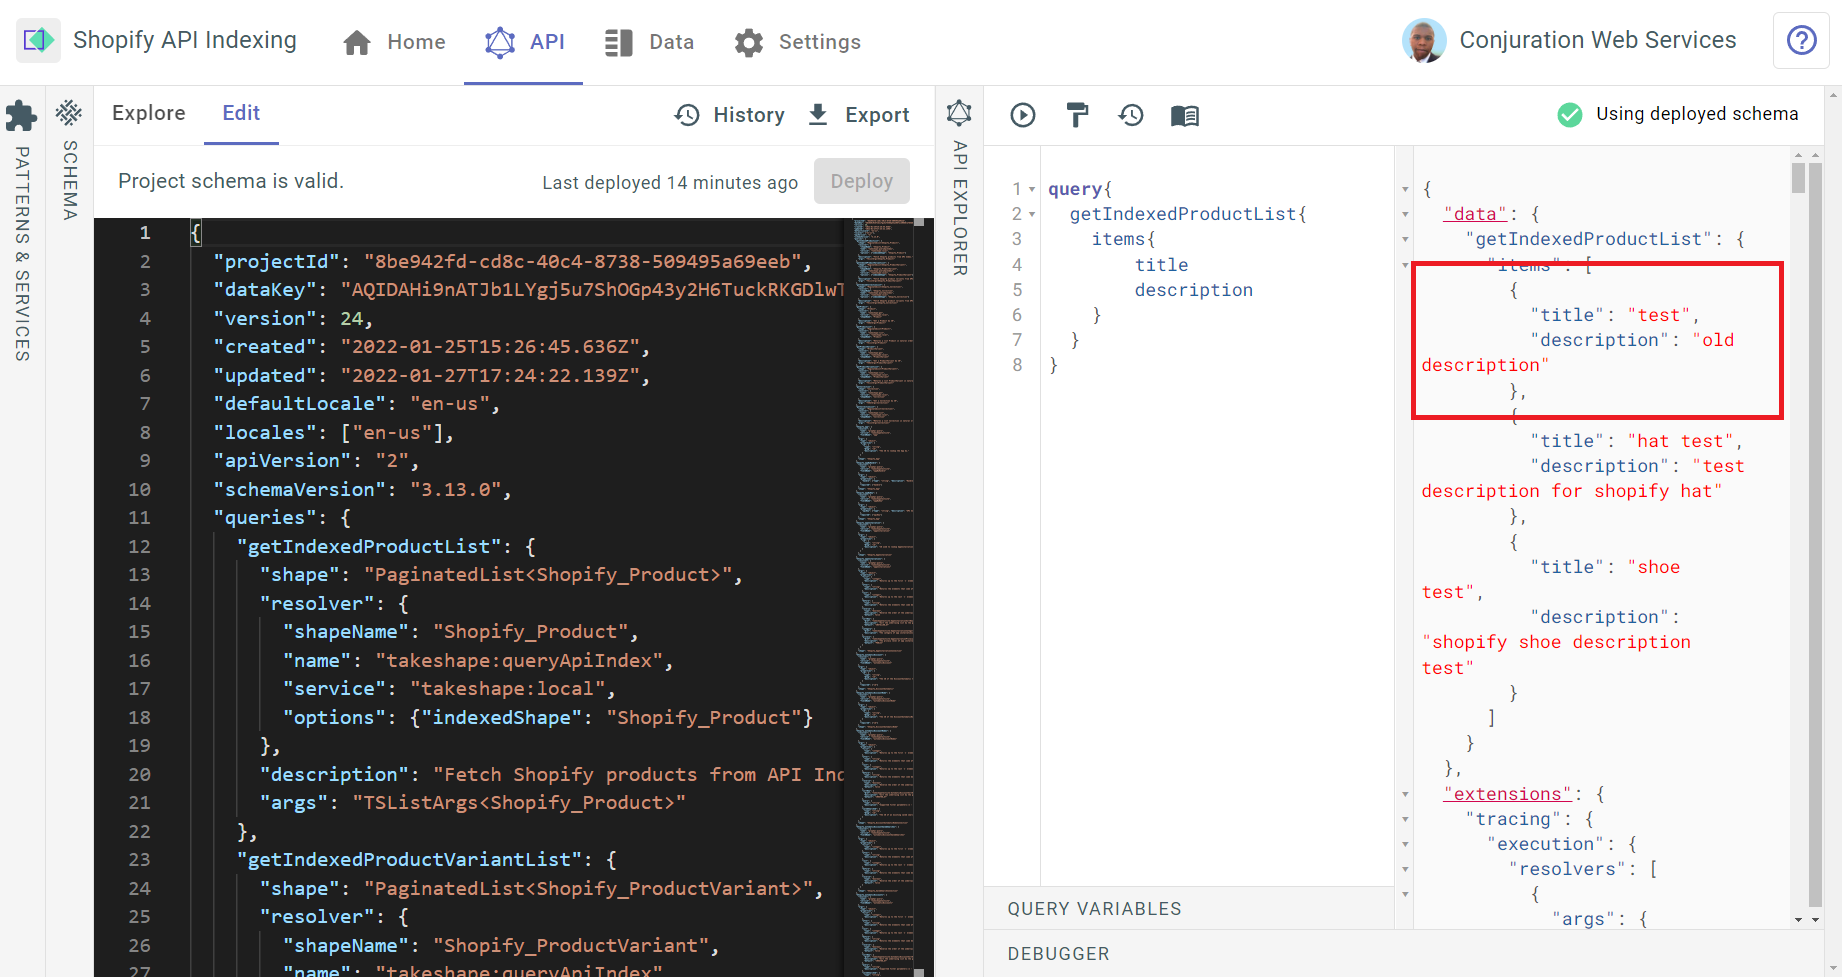 Shopify API Indexing
Home
API
Data
Settings
Conjuration Web Services
PATTERNS & SERVICES
SCHEMA
Explore
Edit
History
Export
Project schema is valid.
Last deployed 14 minutes ago
Deploy
1 {
2 "projectId": "8be942fd-cd8c-40c4-8738-509495a69eeb",
3 "dataKey": "AQIDAHi9nATJb1LYgj5u7ShOGp43y2H6TuckRKGDlwT
4 "version": 24,
5 "created": "2022-01-25T15:26:45.636Z",
6 "updated": "2022-01-27T17:24:22.139Z",
7 "defaultLocale": "en-us",
8 "locales": ["en-us"],
9 "apiVersion": "2",
10 "schemaVersion": "3.13.0",
11 "queries": {
12 "getIndexedProductList": {
13 "shape": "PaginatedList<Shopify_Product>",
14 "resolver": {
15 "shapeName": "Shopify_Product",
16 "name": "takeshape:queryApiIndex",
17 "service": "takeshape:local",
18 "options": {"indexedShape": "Shopify_Product"}
19 },
20 "description": "Fetch Shopify products from API Ind
21 "args": "TSListArgs<Shopify_Product>"
22 },
23 "getIndexedProductVariantList": {
24 "shape": "PaginatedList<Shopify_ProductVariant>",
25 "resolver": {
26 "shapeName": "Shopify_ProductVariant",
27 "name": "takeshape:queryApiIndex"
API EXPLORER
Using deployed schema
1 query{
2 getIndexedProductList{
3 items{
4 title
5 description
6 }
7 }
8 }
QUERY VARIABLES
DEBUGGER
{
"data": {
"getIndexedProductList": {
"items": [
{
"title": "test",
"description": "old
description"
},
{
"title": "hat test",
"description": "test
description for shopify hat"
},
{
"title": "shoe
test",
"description":
"shopify shoe description
test"
}
]
}
},
"extensions": {
"tracing": {
"execution": {
"resolvers": [
{
"args": {